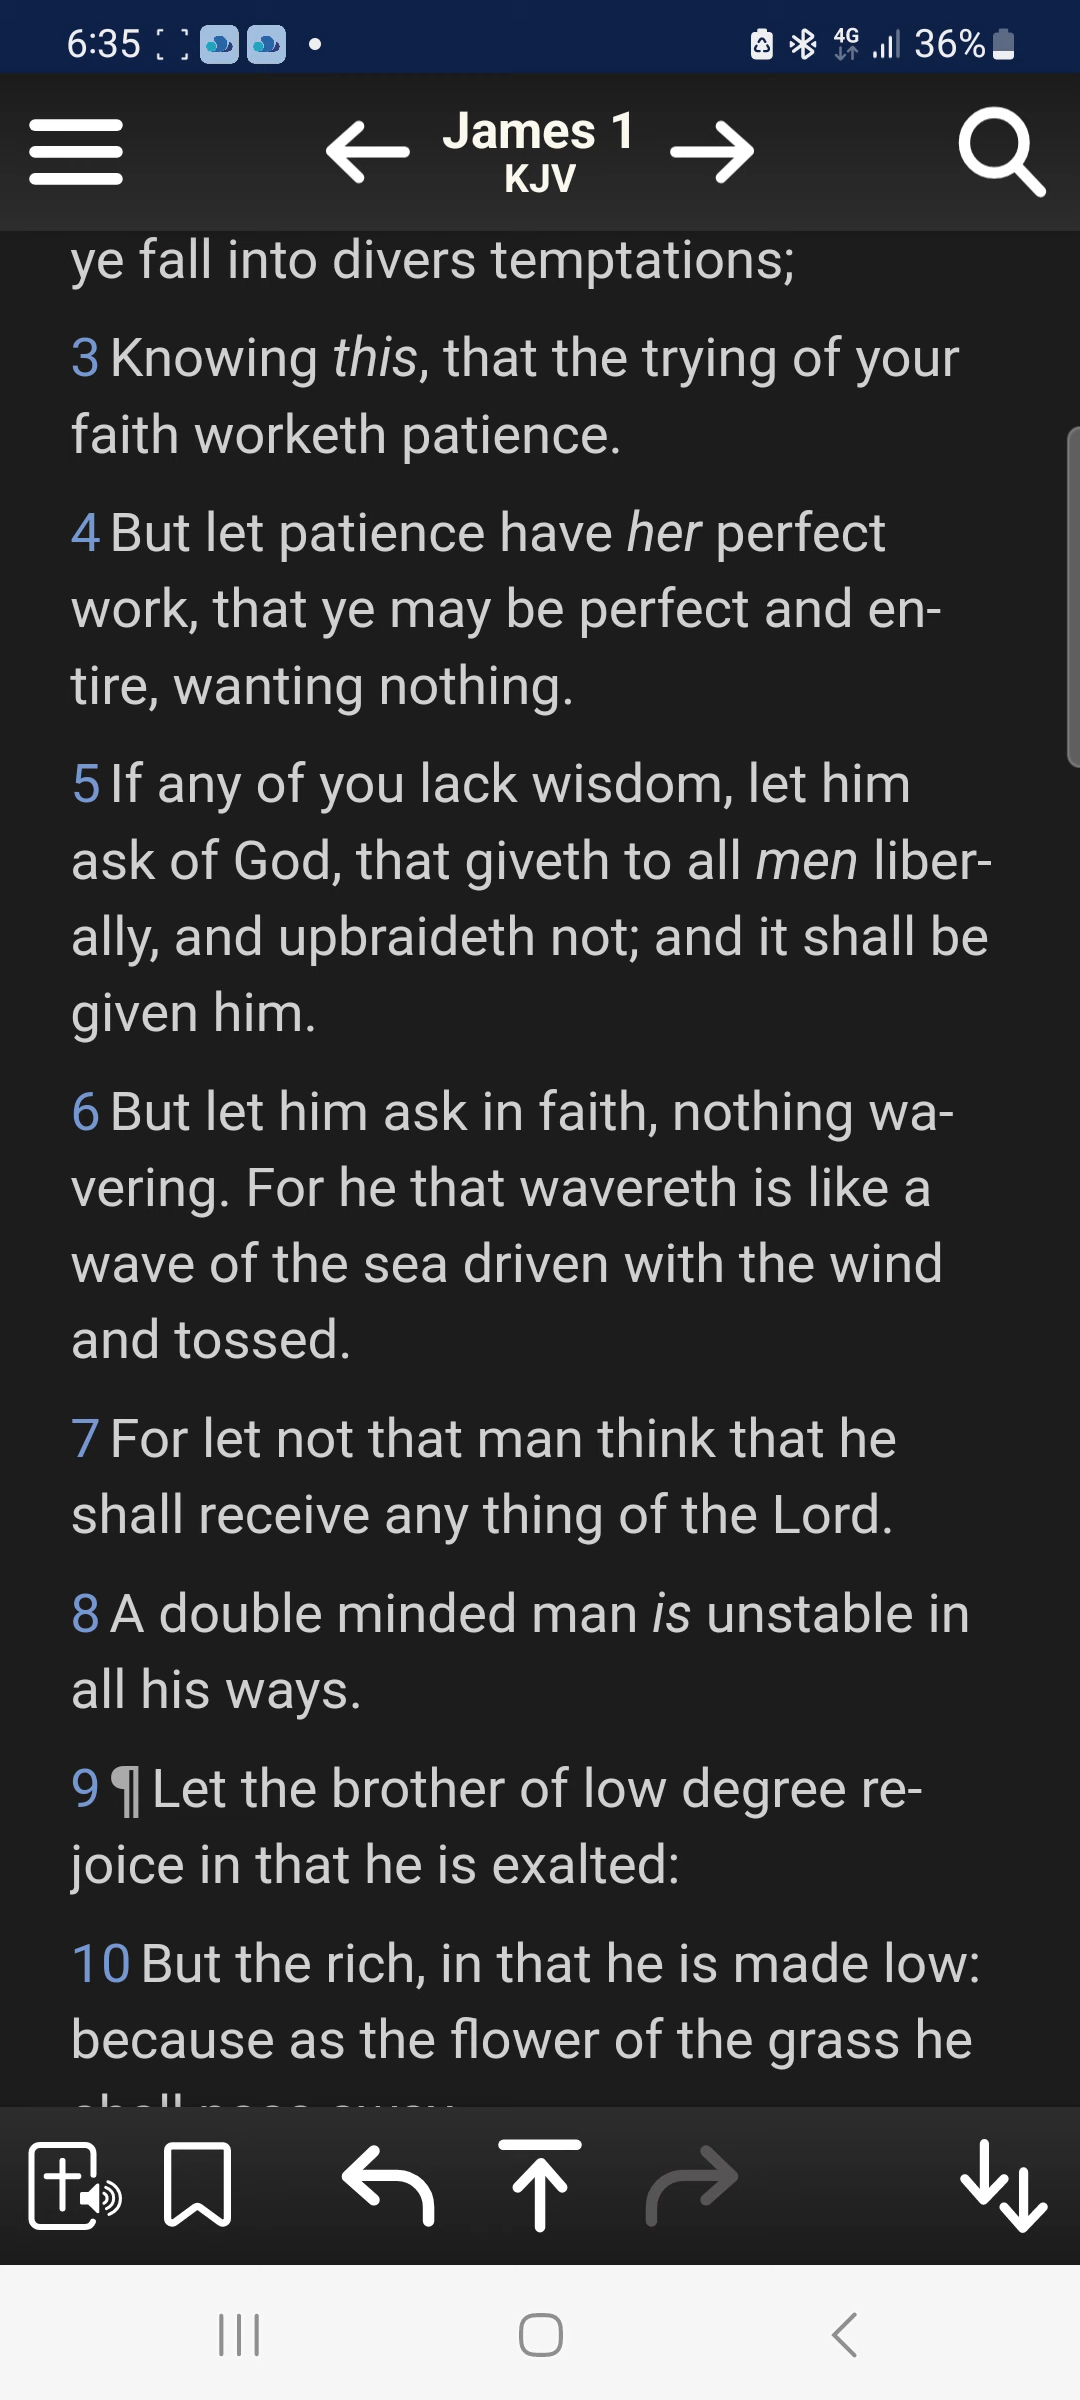 6:35
4G
36%
James 1
KJV
ye fall into divers temptations;
3 Knowing this, that the trying of your
faith worketh patience.
4 But let patience have her perfect
work, that ye may be perfect and en-
tire, wanting nothing.
5 If any of you lack wisdom, let him
ask of God, that giveth to all men liber-
ally, and upbraideth not; and it shall be
given him.
6 But let him ask in faith, nothing wa-
vering. For he that wavereth is like a
wave of the sea driven with the wind
and tossed.
7 For let not that man think that he
shall receive any thing of the Lord.
8 A double minded man is unstable in
all his ways.
9 ¶ Let the brother of low degree re-
joice in that he is exalted:
10 But the rich, in that he is made low:
because as the flower of the grass he